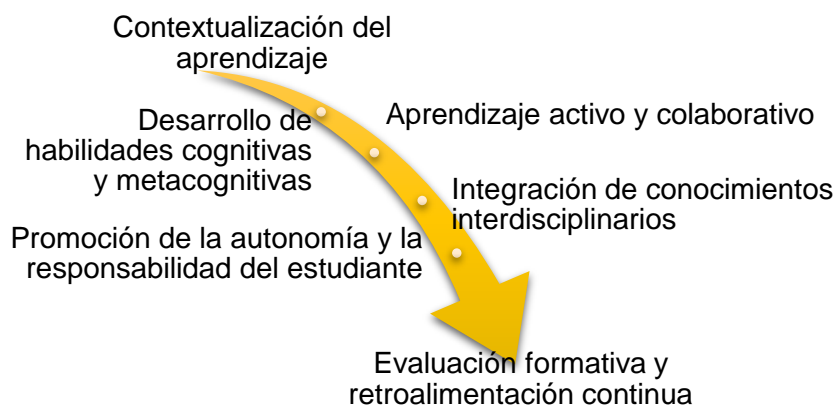 Contextualización del
aprendizaje
Aprendizaje activo y colaborativo
Desarrollo de
habilidades cognitivas
y metacognitivas
Integración de conocimientos
interdisciplinarios
Promoción de la autonomía y la
responsabilidad del estudiante
Evaluación formativa y
retroalimentación continua